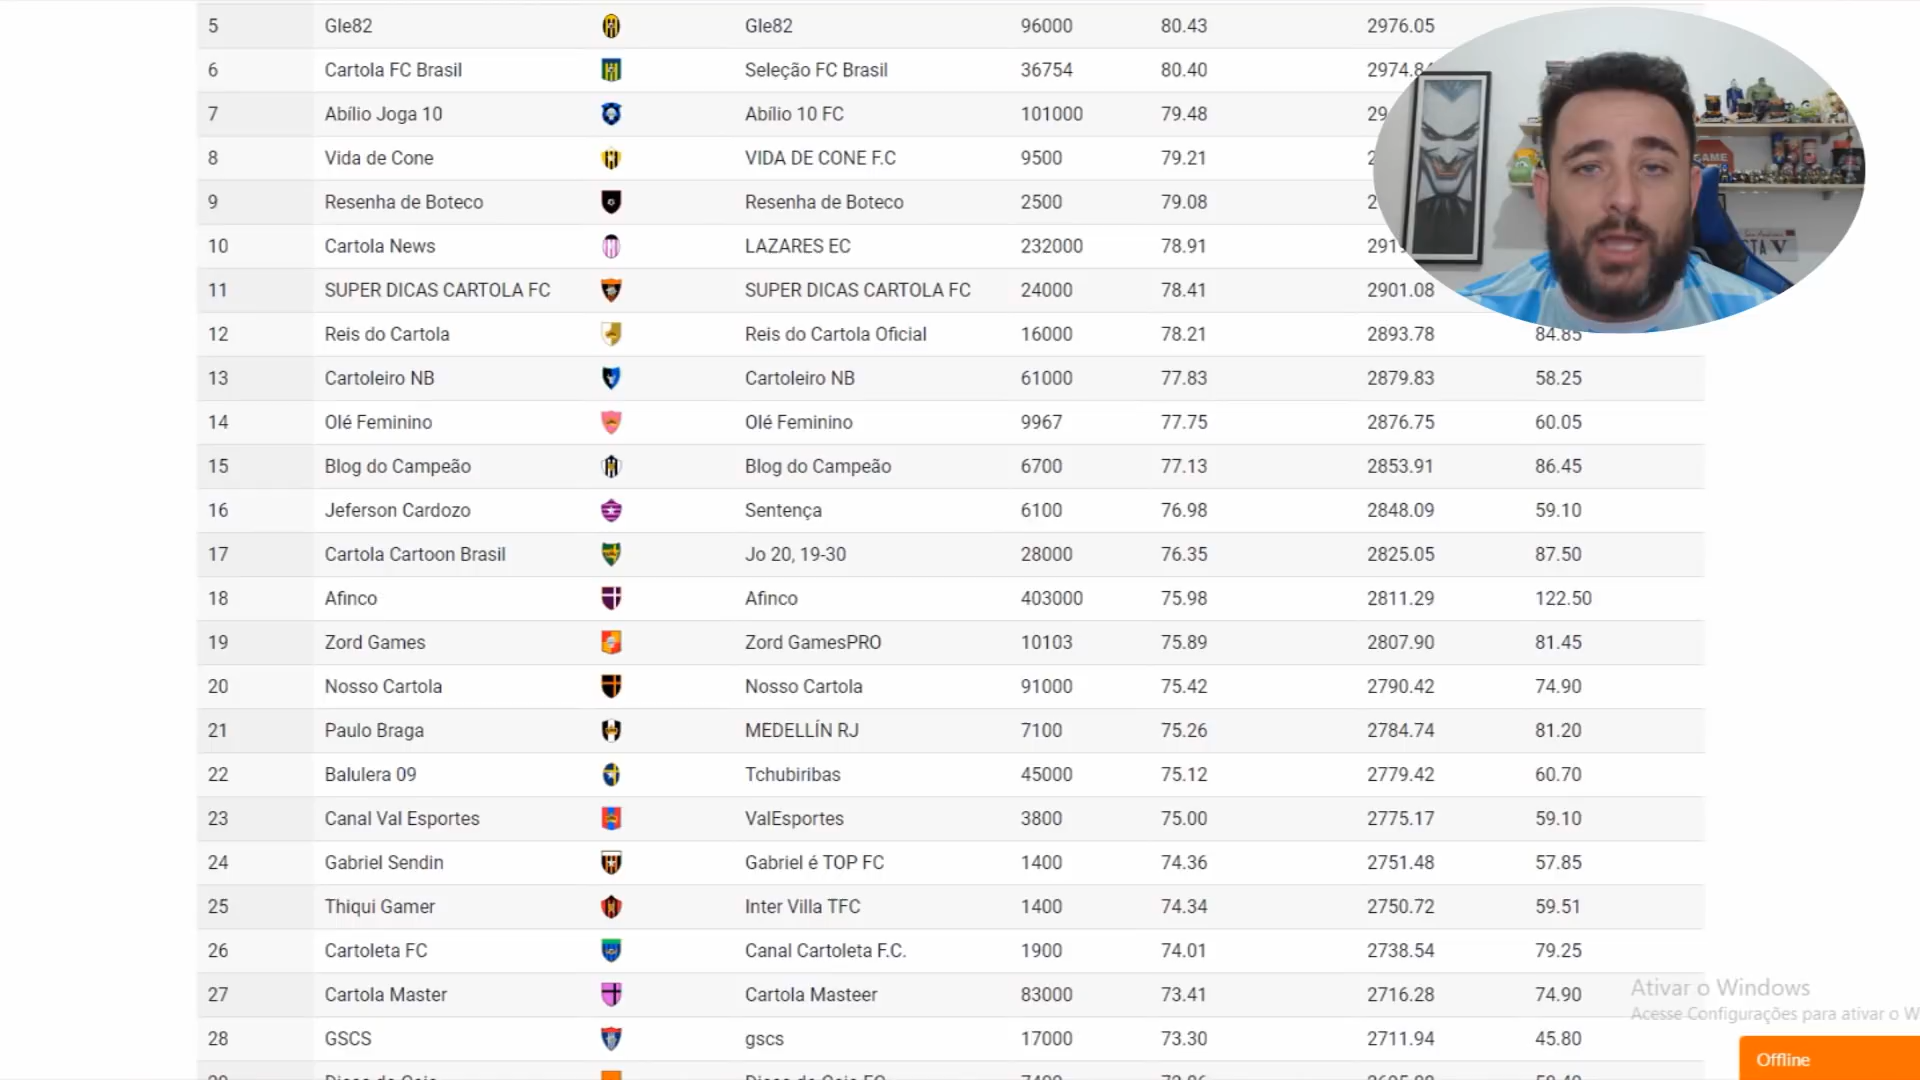 5 Gle82 Gle82 96000 80.43 2976.05
6 Cartola FC Brasil Seleção FC Brasil 36754 80.40 2974.84
7 Abílio Joga 10 Abílio 10 FC 101000 79.48 29
8 Vida de Cone VIDA DE CONE F.C 9500 79.21 2
9 Resenha de Boteco Resenha de Boteco 2500 79.08 2
10 Cartola News LAZARES EC 232000 78.91 291
11 SUPER DICAS CARTOLA FC SUPER DICAS CARTOLA FC 24000 78.41 2901.08
12 Reis do Cartola Reis do Cartola Oficial 16000 78.21 2893.78 84.85
13 Cartoleiro NB Cartoleiro NB 61000 77.83 2879.83 58.25
14 Olé Feminino Olé Feminino 9967 77.75 2876.75 60.05
15 Blog do Campeão Blog do Campeão 6700 77.13 2853.91 86.45
16 Jeferson Cardozo Sentença 6100 76.98 2848.09 59.10
17 Cartola Cartoon Brasil Jo 20, 19-30 28000 76.35 2825.05 87.50
18 Afinco Afinco 403000 75.98 2811.29 122.50
19 Zord Games Zord GamesPRO 10103 75.89 2807.90 81.45
20 Nosso Cartola Nosso Cartola 91000 75.42 2790.42 74.90
21 Paulo Braga MEDELLÍN RJ 7100 75.26 2784.74 81.20
22 Balulera 09 Tchubiribas 45000 75.12 2779.42 60.70
23 Canal Val Esportes ValEsportes 3800 75.00 2775.17 59.10
24 Gabriel Sendin Gabriel é TOP FC 1400 74.36 2751.48 57.85
25 Thiqui Gamer Inter Villa TFC 1400 74.34 2750.72 59.51
26 Cartoleta FC Canal Cartoleta F.C. 1900 74.01 2738.54 79.25
27 Cartola Master Cartola Masteer 83000 73.41 2716.28 74.90
28 GSCS gscs 17000 73.30 2711.94 45.80
GAME
STA V
Ativar o Windows
Acesse Configurações para ativar o W
Offline